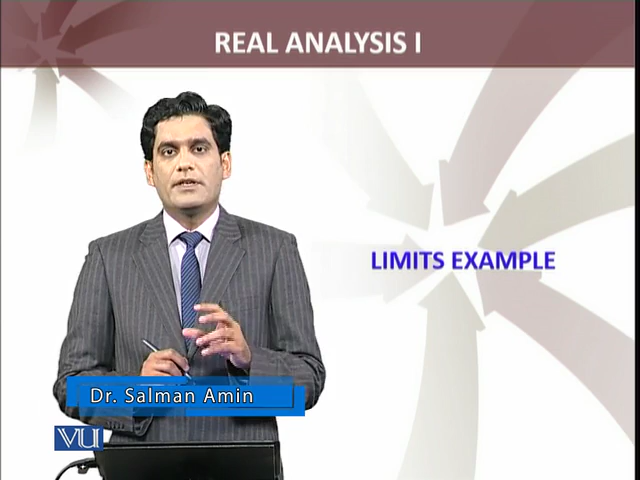 REAL ANALYSIS I
LIMITS EXAMPLE
Dr. Salman Amin
VU